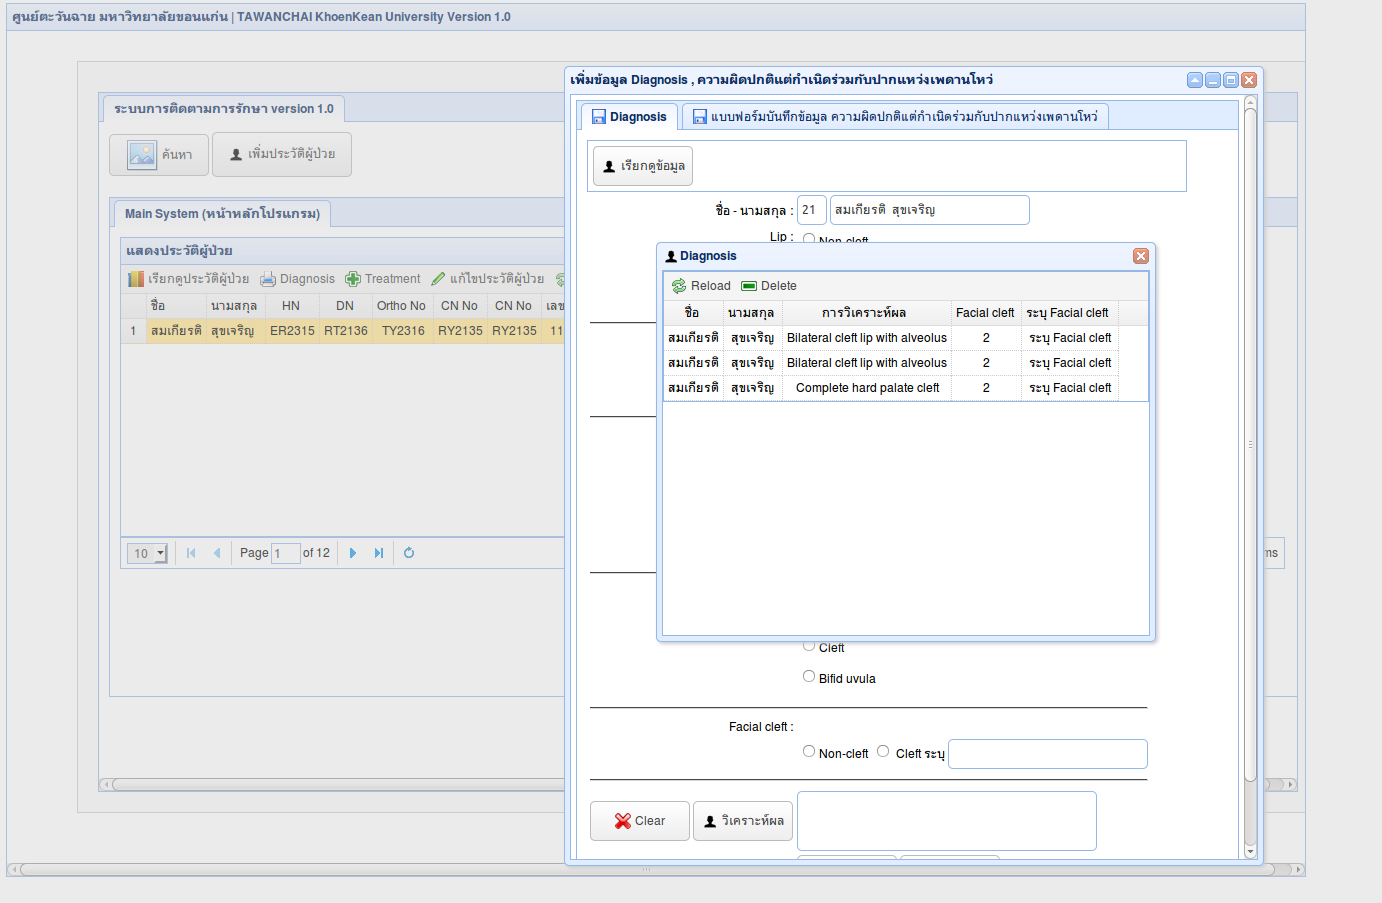 ศูนย์ตะวันฉาย มหาวิทยาลัยขอนแก่น | TAWANCHAI KhoenKean University Version 1.0
ระบบการติดตามการรักษา version 1.0
ค้นหา
เพิ่มประวัติผู้ป่วย
Main System (หน้าหลักโปรแกรม)
แสดงประวัติผู้ป่วย
เรียกดูประวัติผู้ป่วย Diagnosis Treatment แก้ไขประวัติผู้ป่วย
ชื่อ นามสกุล HN DN Ortho No CN No CN No เลข
1 สมเกียรติ สุขเจริญ ER2315 RT2136 TY2316 RY2135 RY2135 11
10 Page 1 of 12
ms
เพิ่มข้อมูล Diagnosis , ความผิดปกติแต่กำเนิดร่วมกับปากแหว่งเพดานโหว่
Diagnosis
แบบฟอร์มบันทึกข้อมูล ความผิดปกติแต่กำเนิดร่วมกับปากแหว่งเพดานโหว่
เรียกดูข้อมูล
ชื่อ - นามสกุล : 21 สมเกียรติ สุขเจริญ
Lip : Non-cleft
Diagnosis
Reload Delete
ชื่อ นามสกุล การวิเคราะห์ผล Facial cleft ระบุ Facial cleft
สมเกียรติ สุขเจริญ Bilateral cleft lip with alveolus 2 ระบุ Facial cleft
สมเกียรติ สุขเจริญ Bilateral cleft lip with alveolus 2 ระบุ Facial cleft
สมเกียรติ สุขเจริญ Complete hard palate cleft 2 ระบุ Facial cleft
Cleft
Bifid uvula
Facial cleft :
Non-cleft Cleft ระบุ
Clear วิเคราะห์ผล